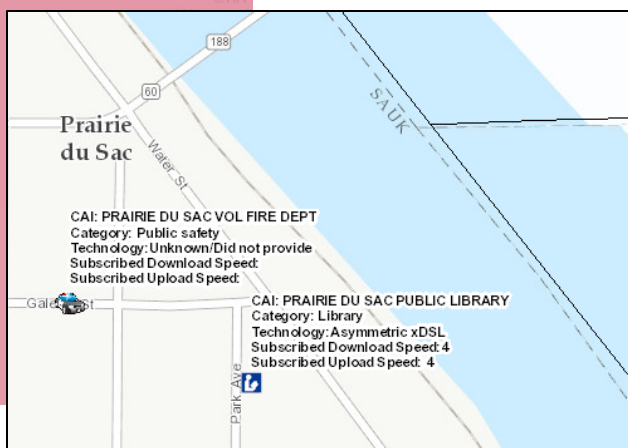 188
60
SAUK
Prairie
du Sac
Water St
CAI: PRAIRIE DU SAC VOL FIRE DEPT
Category: Public safety
Technology: Unknown/Did not provide
Subscribed Download Speed:
Subscribed Upload Speed:
St
CAI: PRAIRIE DU SAC PUBLIC LIBRARY
Category: Library
Technology: Asymmetric xDSL
Subscribed Download Speed: 4
Subscribed Upload Speed: 4
Park Ave